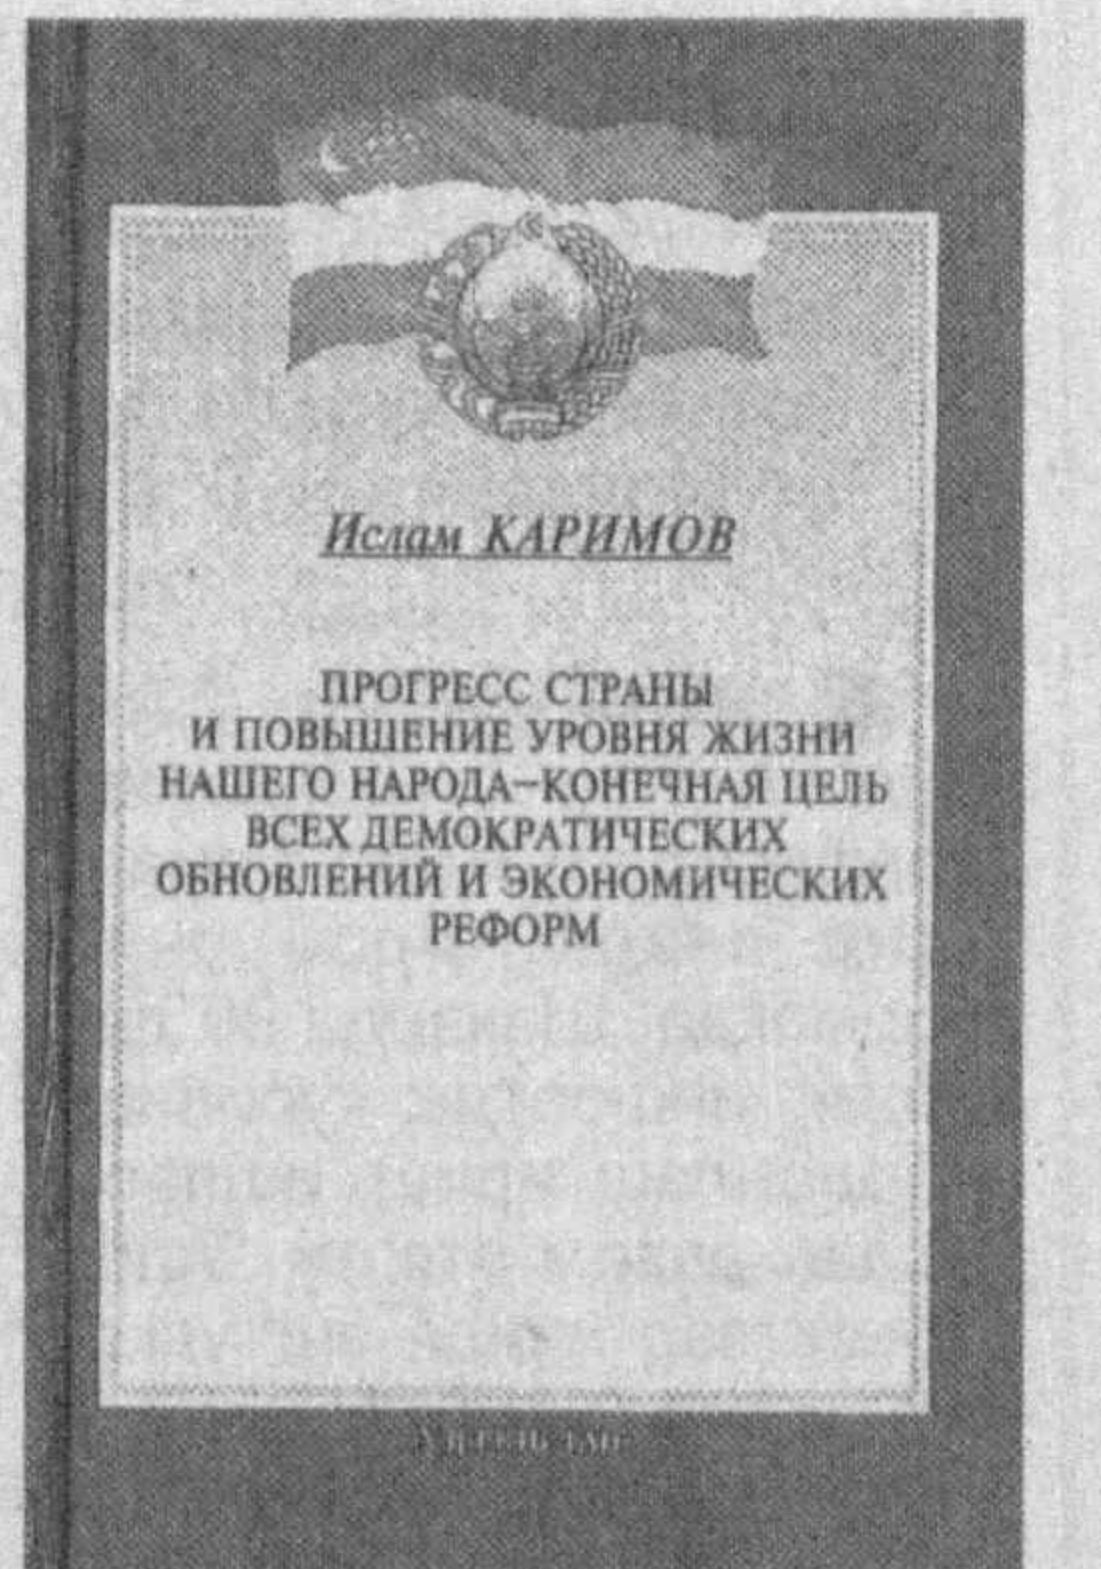 Ислам КАРИМОВ
ПРОГРЕСС СТРАНЫ
И ПОВЫШЕНИЕ УРОВНЯ ЖИЗНИ
НАШЕГО НАРОДА—КОНЕЧНАЯ ЦЕЛЬ
ВСЕХ ДЕМОКРАТИЧЕСКИХ
ОБНОВЛЕНИЙ И ЭКОНОМИЧЕСКИХ
РЕФОРМ